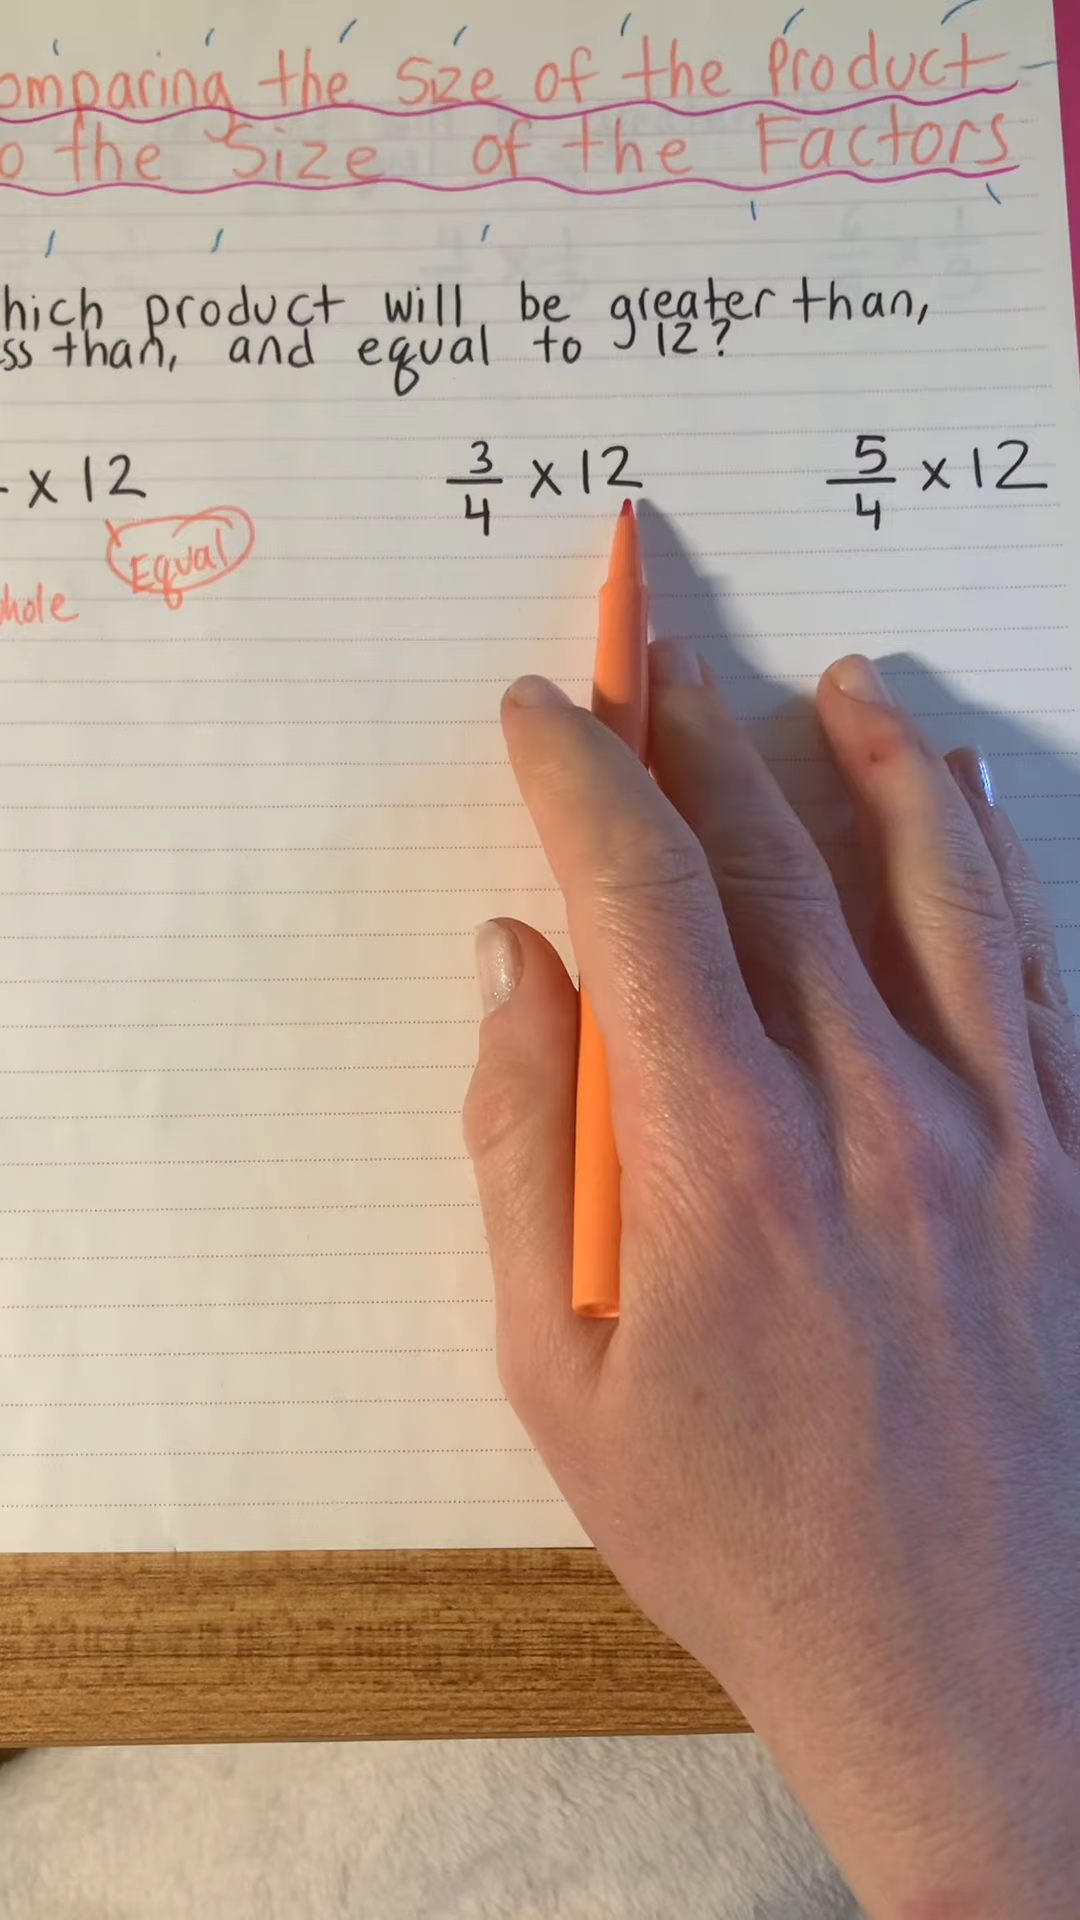 omparing the Size of the Product
o the Size of the Factors
hich product will be greater than,
ss than, and equal to 12?
x 12
3/4 x 12
5/4 x 12
Equal
hole